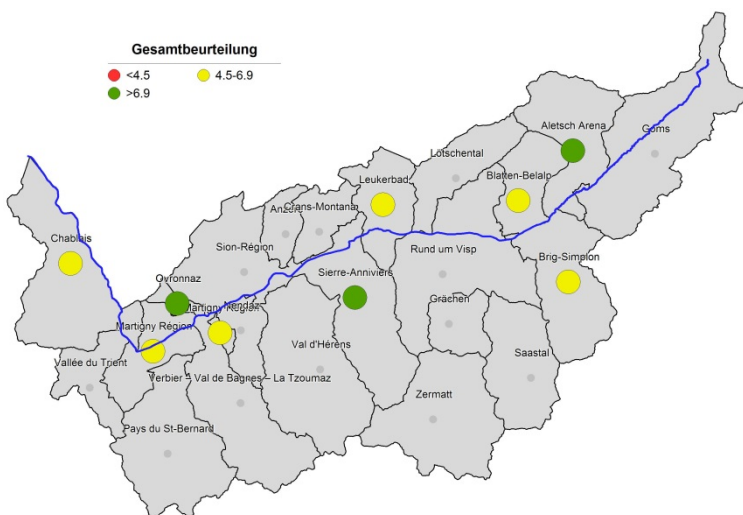 Gesamtbeurteilung
<4.5
4.5-6.9
>6.9
Aletsch Arena
Goms
Lötschental
Leukerbad
Blatten-Belalp
Crans-Montana
Anzère
Chablais
Sion-Région
Rund um Visp
Brig-Simplon
Ovronnaz
Sierre-Anniviers
Grächen
Nendaz
Martigny Région
Martigny Région
Val d'Hérens
Saastal
Vallée du Trient
Verbier – Val de Bagnes – La Tzoumaz
Zermatt
Pays du St-Bernard